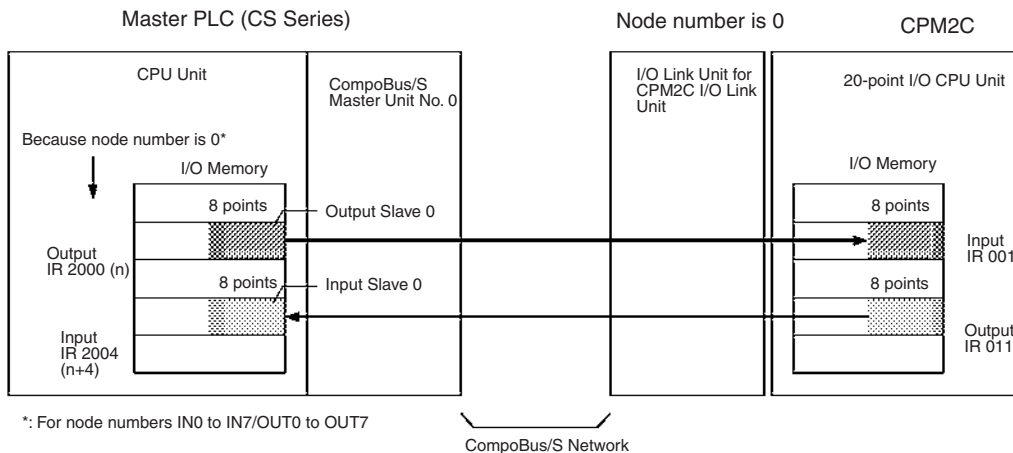 Master PLC (CS Series)
Node number is 0
CPM2C
CPU Unit
CompoBus/S
Master Unit No. 0
I/O Link Unit for
CPM2C I/O Link
Unit
20-point I/O CPU Unit
Because node number is 0*
I/O Memory
I/O Memory
8 points
Output Slave 0
8 points
Output
IR 2000 (n)
Input
IR 001
8 points
Input Slave 0
8 points
Input
IR 2004
(n+4)
Output
IR 011
*: For node numbers IN0 to IN7/OUT0 to OUT7
CompoBus/S Network